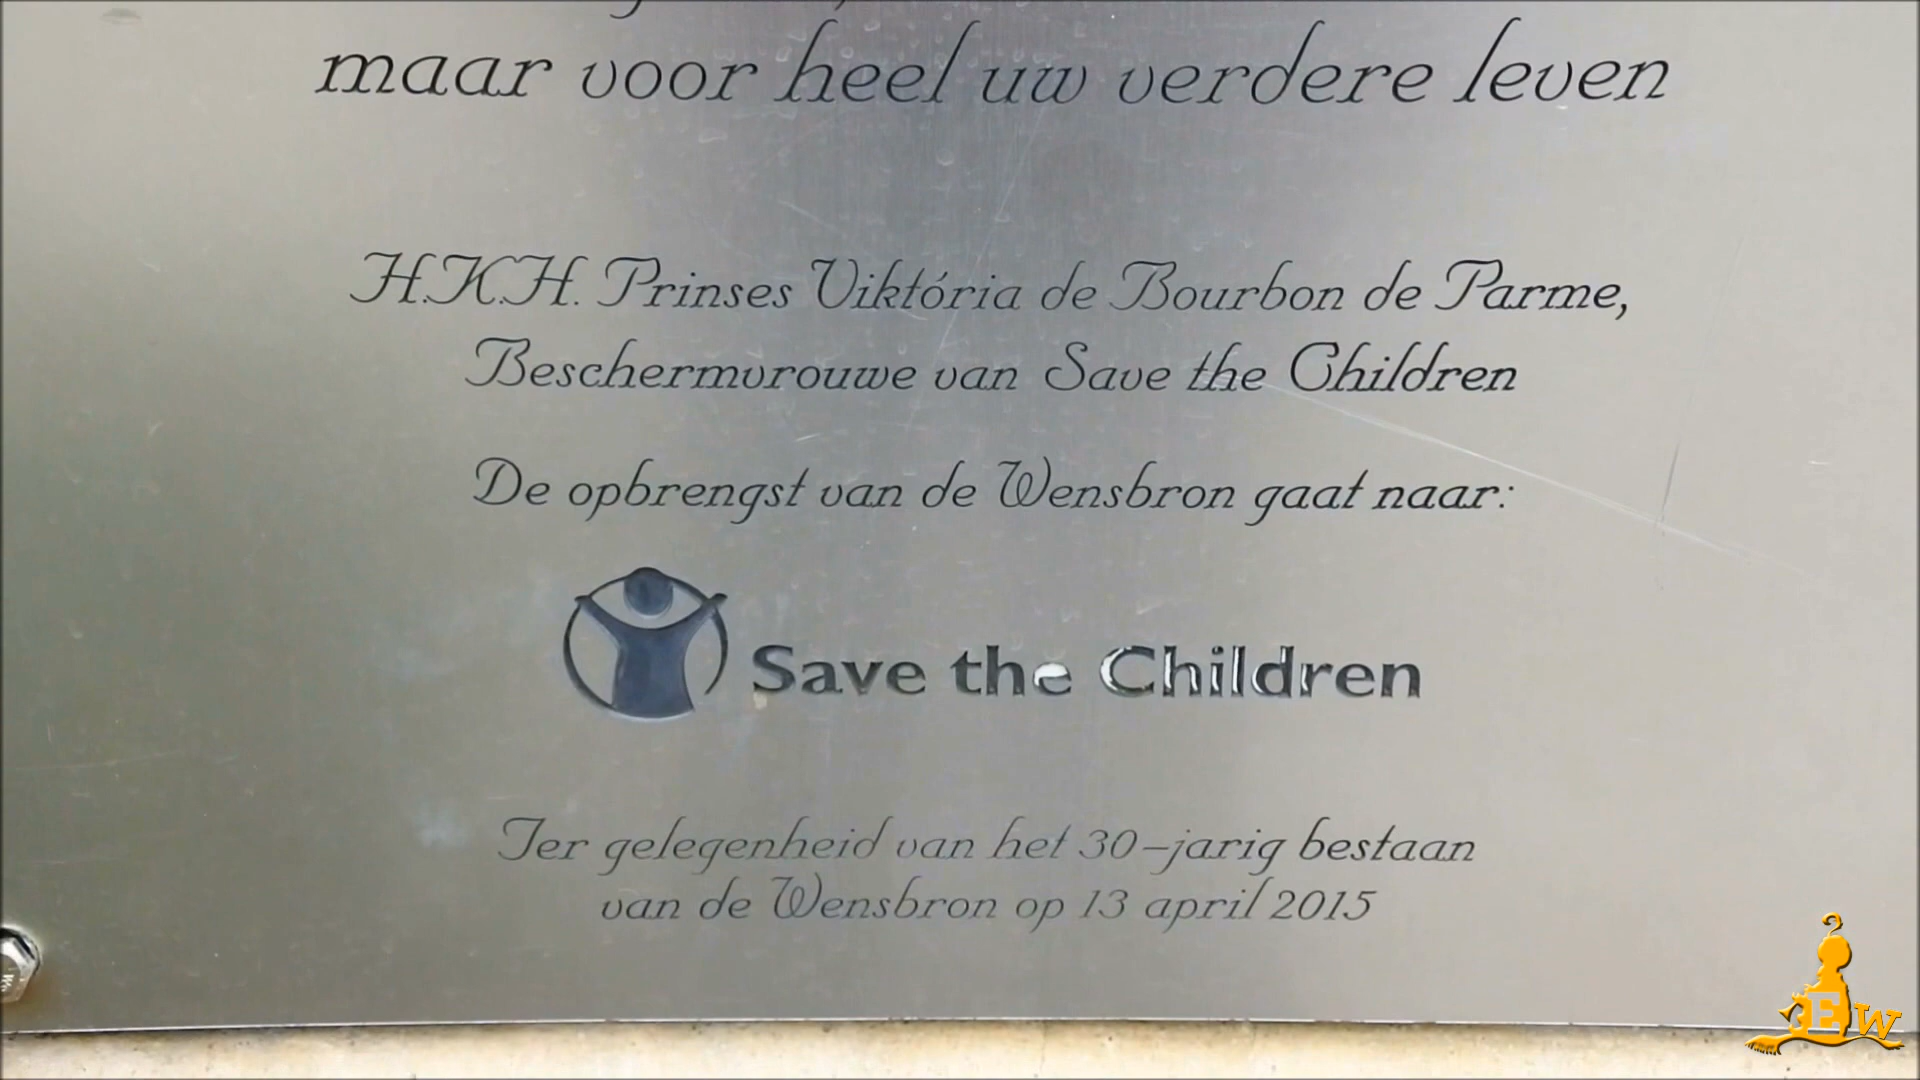 maar voor heel uw verdere leven
H.K.H. Prinses Viktória de Bourbon de Parme,
Beschermvrouwe van Save the Children
De opbrengst van de Wensbron gaat naar:
Save the Children
Ter gelegenheid van het 30-jarig bestaan
van de Wensbron op 13 april 2015
EW